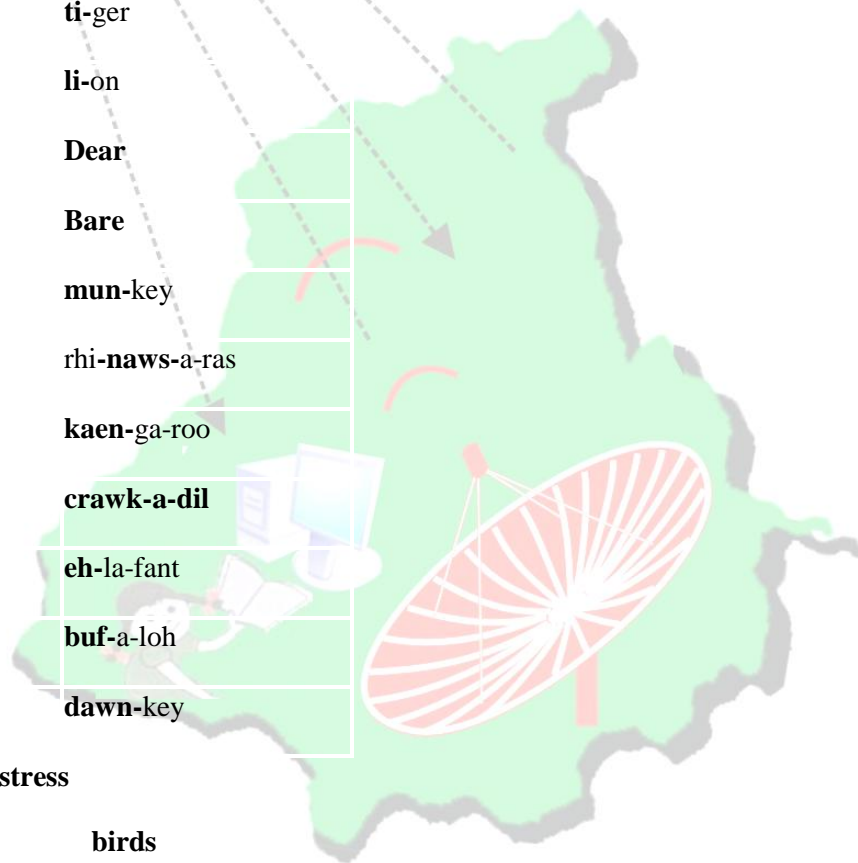 ti-ger
li-on
Dear
Bare
mun-key
rhi-naws-a-ras
kaen-ga-roo
crawk-a-dil
eh-la-fant
buf-a-loh
dawn-key
stress
birds